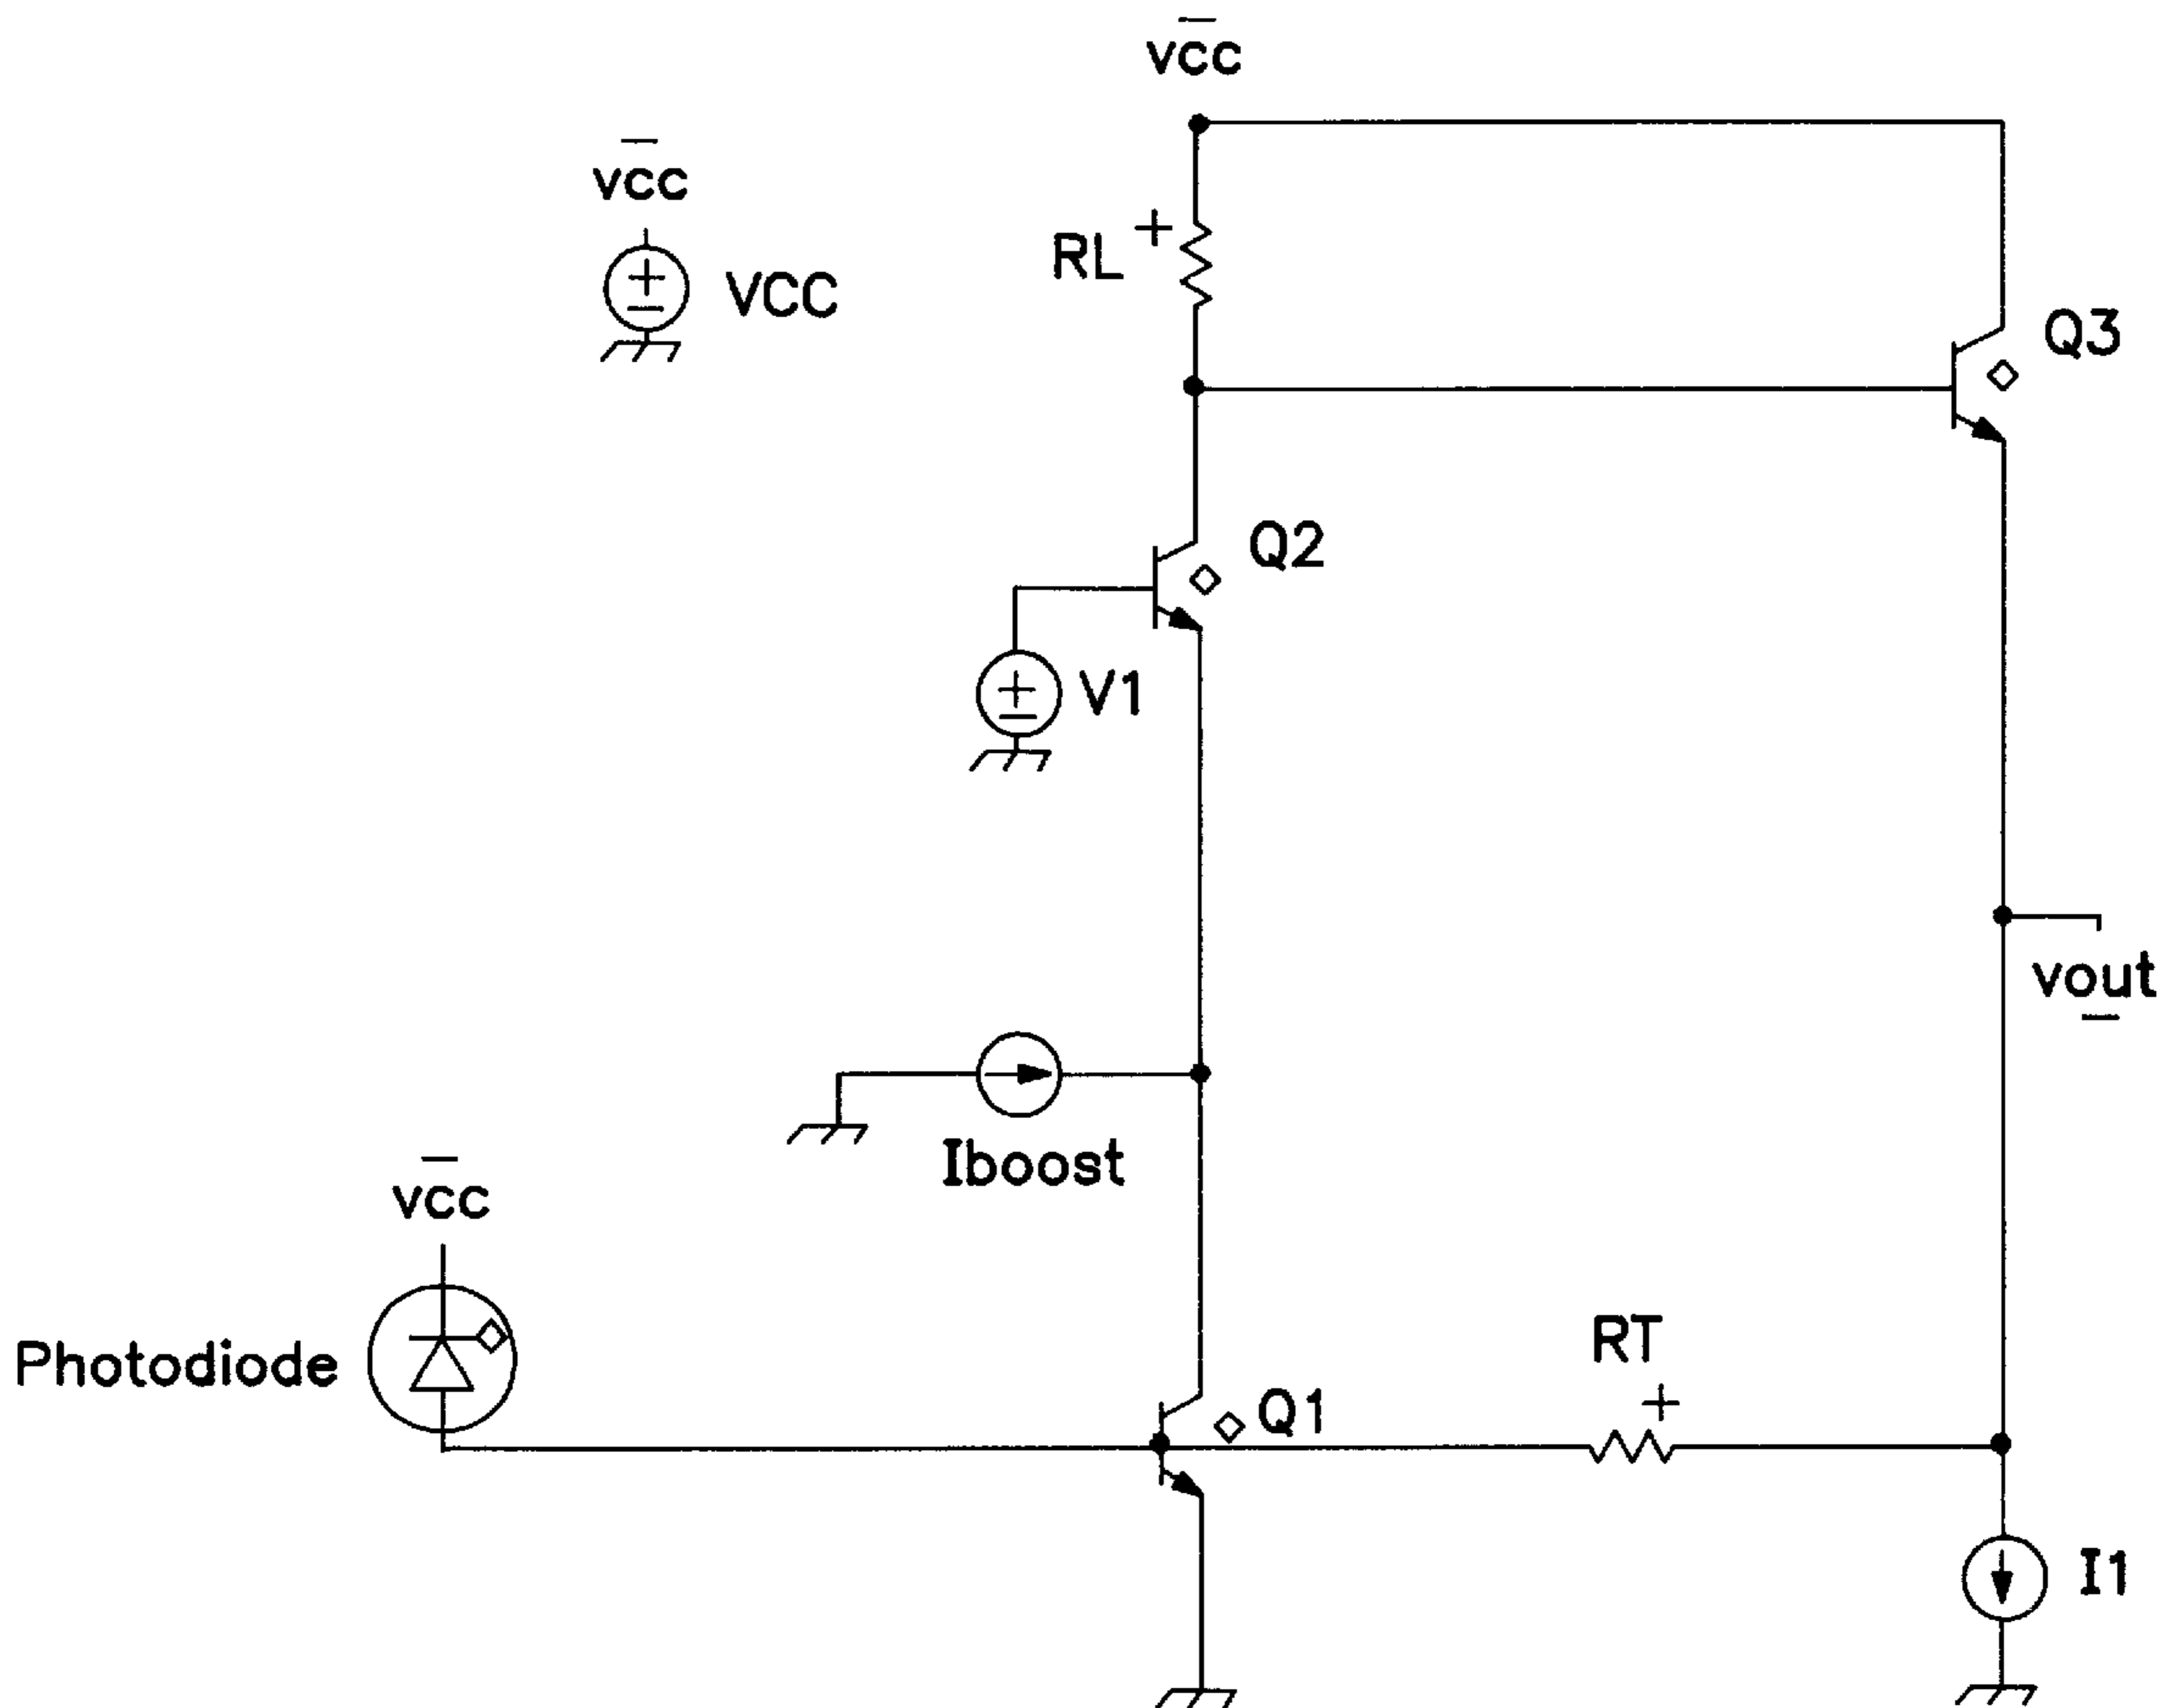 vcc
vcc
VCC
RL
+
Q3
Q2
V1
vout
Iboost
vcc
Photodiode
RT
+
Q1
I1